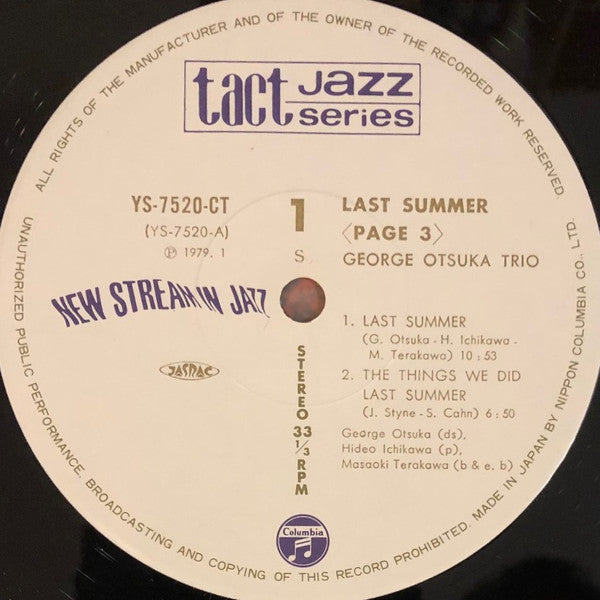 ALL RIGHTS OF THE MANUFACTURER AND OF THE OWNER OF THE RECORDED WORK RESERVED.
tact JAZZ series
YS-7520-CT
(YS-7520-A)
Ⓟ 1979. 1
1
S
LAST SUMMER
〈PAGE 3〉
GEORGE OTSUKA TRIO
NEW STREAM IN JAZZ
JASRAC
STEREO 33 1/3 RPM
1. LAST SUMMER
(G. Otsuka - H. Ichikawa -
M. Terakawa) 10 : 53
2. THE THINGS WE DID
LAST SUMMER
(J. Styne - S. Cahn) 6 : 50
George Otsuka (ds),
Hideo Ichikawa (p),
Masaoki Terakawa (b & e. b)
Columbia
UNAUTHORIZED PUBLIC PERFORMANCE, BROADCASTING AND COPYING OF THIS RECORD PROHIBITED. MADE IN JAPAN BY NIPPON COLUMBIA CO., LTD.